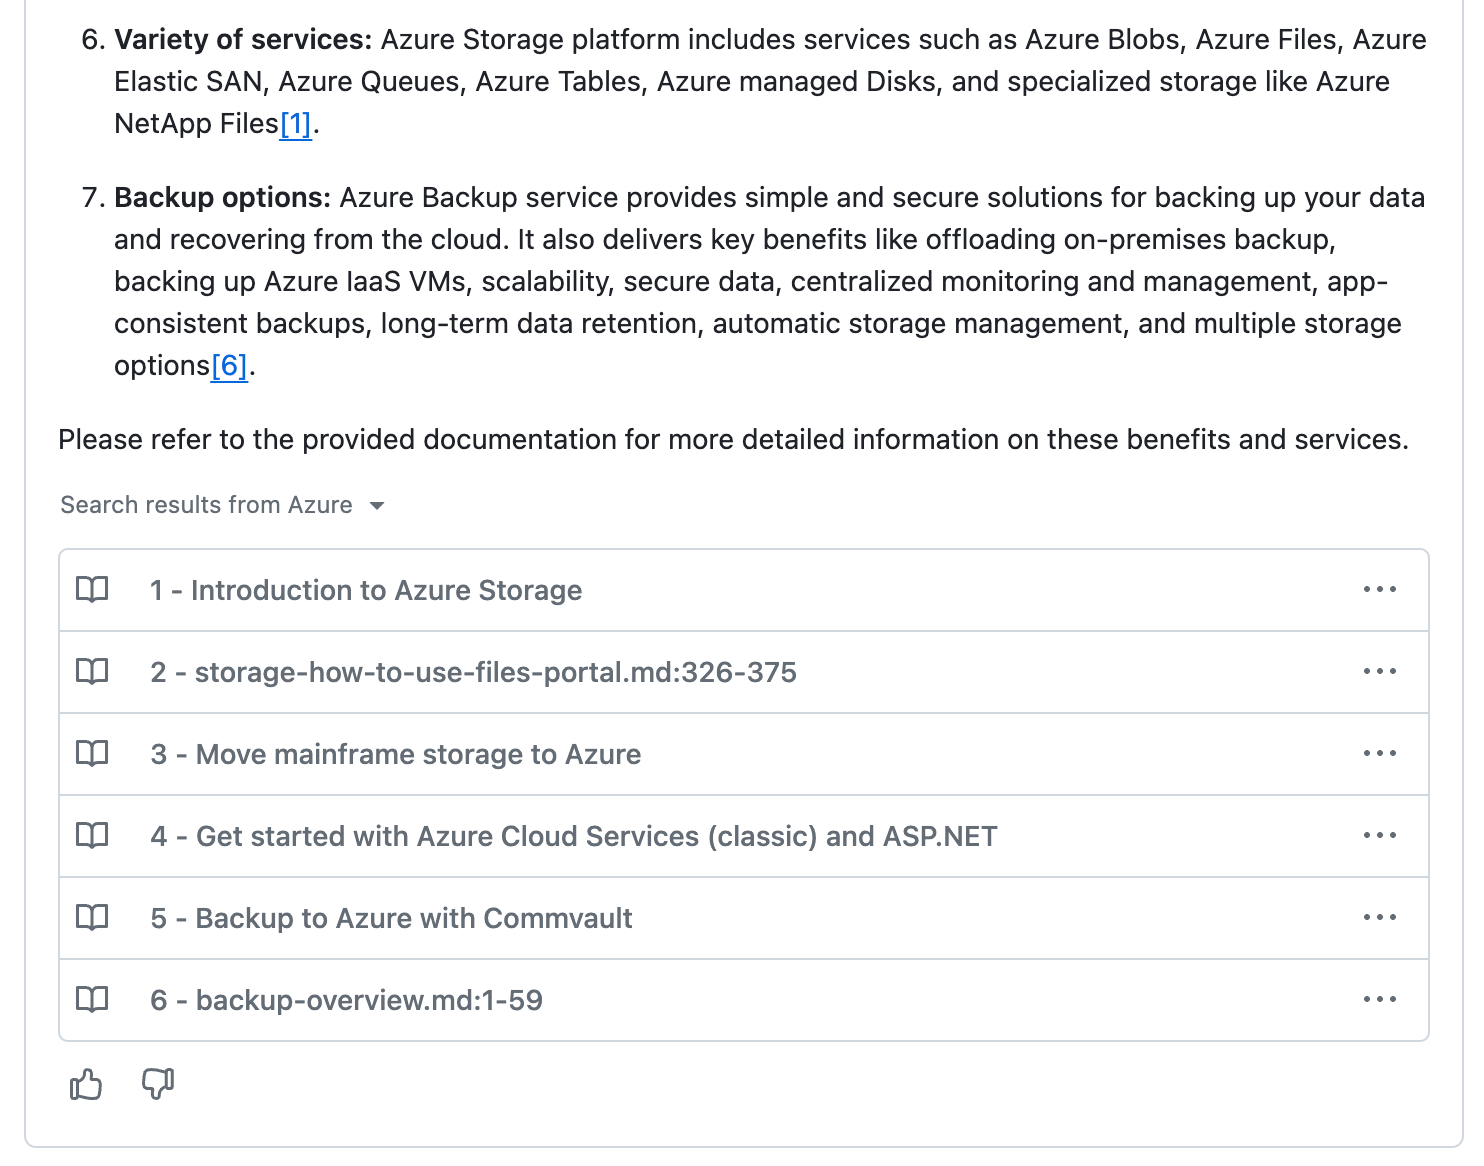 6. Variety of services: Azure Storage platform includes services such as Azure Blobs, Azure Files, Azure
Elastic SAN, Azure Queues, Azure Tables, Azure managed Disks, and specialized storage like Azure
NetApp Files[1].
7. Backup options: Azure Backup service provides simple and secure solutions for backing up your data
and recovering from the cloud. It also delivers key benefits like offloading on-premises backup,
backing up Azure IaaS VMs, scalability, secure data, centralized monitoring and management, app-
consistent backups, long-term data retention, automatic storage management, and multiple storage
options[6].
Please refer to the provided documentation for more detailed information on these benefits and services.
Search results from Azure
1 - Introduction to Azure Storage
2 - storage-how-to-use-files-portal.md:326-375
3 - Move mainframe storage to Azure
4 - Get started with Azure Cloud Services (classic) and ASP.NET
5 - Backup to Azure with Commvault
6 - backup-overview.md:1-59